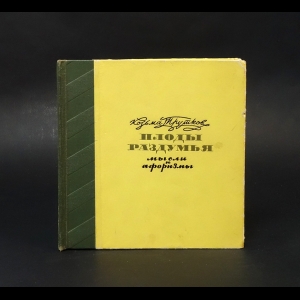 Козьма Прутков
ПЛОДЫ
РАЗДУМЬЯ
мысли
и
афоризмы